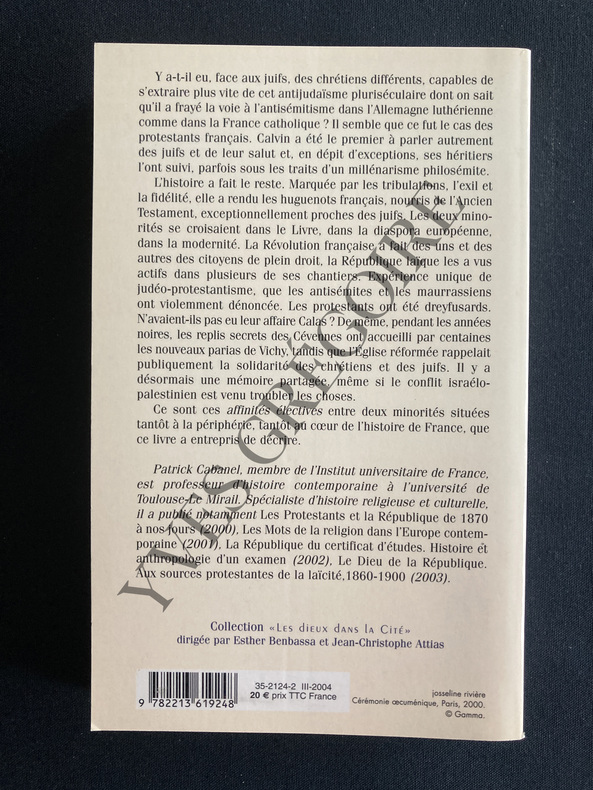 Y a-t-il eu, face aux juifs, des chrétiens différents, capables de
s'extraire plus vite de cet antijudaïsme pluriséculaire dont on sait
qu'il a frayé la voie à l'antisémitisme dans l'Allemagne luthérienne
comme dans la France catholique ? Il semble que ce fut le cas des
protestants français. Calvin a été le premier à parler autrement
des juifs et de leur salut et, en dépit d'exceptions, ses héritiers
l'ont suivi, parfois sous les traits d'un millénarisme philosémite.
L'histoire a fait le reste. Marquée par les tribulations, l'exil et
la fidélité, elle a rendu les huguenots français, nourris de l'Ancien
Testament, exceptionnellement proches des juifs. Les deux mino-
rités se croisaient dans le Livre, dans la diaspora européenne,
dans la modernité. La Révolution française a fait des uns et des
autres des citoyens de plein droit, la République laïque les a vus
actifs dans plusieurs de ses chantiers. Expérience unique de
judéo-protestantisme, que les antisémites et les maurrassiens
ont violemment dénoncée. Les protestants ont été dreyfusards.
N'avaient-ils pas eu leur affaire Calas ? De même, pendant les années
noires, les replis secrets des Cévennes ont accueilli par centaines
les nouveaux parias de Vichy, tandis que l'Église réformée rappelait
publiquement la solidarité des chrétiens et des juifs. Il y a
désormais une mémoire partagée, même si le conflit israélo-
palestinien est venu troubler les choses.
Ce sont ces affinités électives entre deux minorités situées
tantôt à la périphérie, tantôt au cœur de l'histoire de France, que
ce livre a entrepris de décrire.
Patrick Cabanel, membre de l'Institut universitaire de France,
est professeur d'histoire contemporaine à l'université de
Toulouse-Le Mirail. Spécialiste d'histoire religieuse et culturelle,
il a publié notamment Les Protestants et la République de 1870
à nos jours (2000), Les Mots de la religion dans l'Europe contem-
poraine (2001), La République du certificat d'études. Histoire et
anthropologie d'un examen (2002), Le Dieu de la République.
Aux sources protestantes de la laïcité,1860-1900 (2003).
Collection «LES DIEUX DANS LA CITÉ»
dirigée par Esther Benbassa et Jean-Christophe Attias
35-2124-2 III-2004
20 € prix TTC France
9 782213 619248
josseline rivière
Cérémonie œcuménique, Paris, 2000.
© Gamma.
YVES GRÉGOIRE